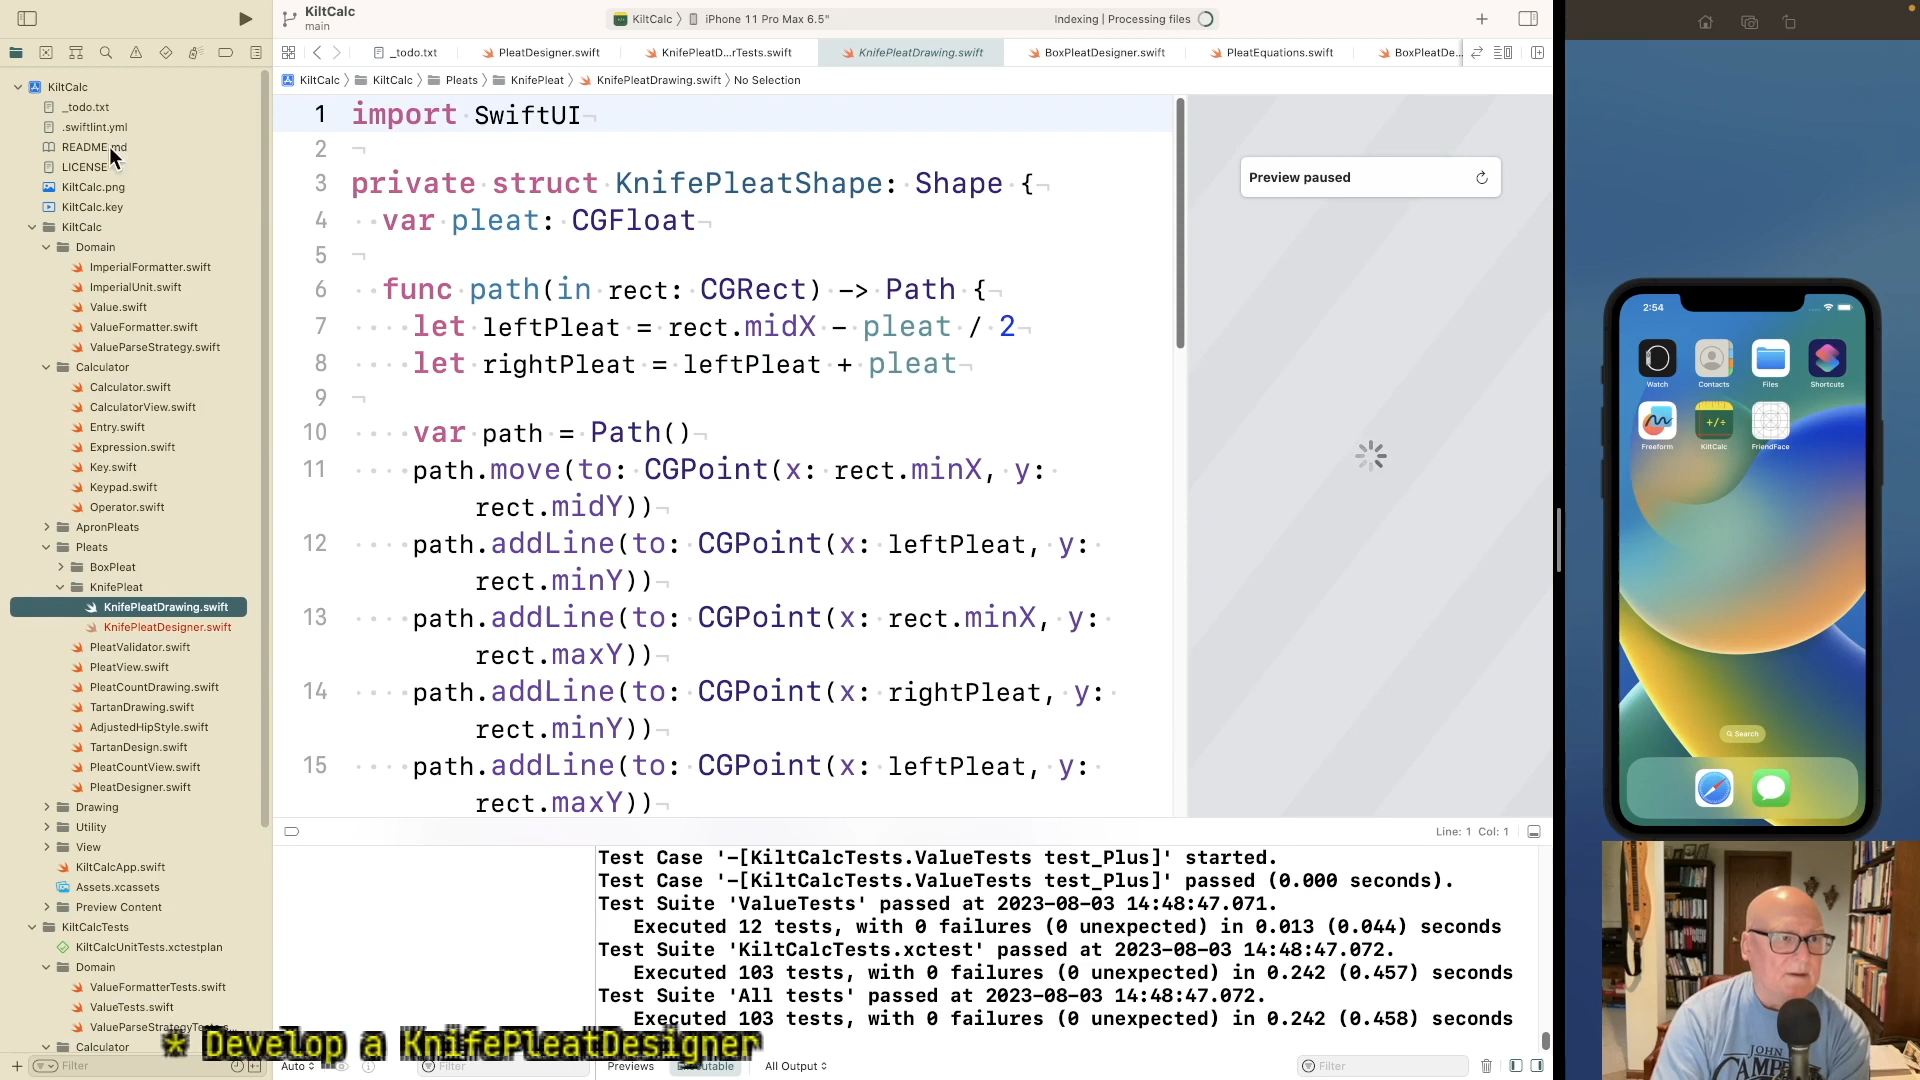 KiltCalc
main
KiltCalc
iPhone 11 Pro Max 6.5"
Indexing | Processing files
_todo.txt
PleatDesigner.swift
KnifePleatD...rTests.swift
KnifePleatDrawing.swift
BoxPleatDesigner.swift
PleatEquations.swift
BoxPleatDe...
KiltCalc
KiltCalc
Pleats
KnifePleat
KnifePleatDrawing.swift
No Selection
KiltCalc
_todo.txt
.swiftlint.yml
README.md
LICENSE
KiltCalc.png
KiltCalc.key
KiltCalc
Domain
ImperialFormatter.swift
ImperialUnit.swift
Value.swift
ValueFormatter.swift
ValueParseStrategy.swift
Calculator
Calculator.swift
CalculatorView.swift
Entry.swift
Expression.swift
Key.swift
Keypad.swift
Operator.swift
ApronPleats
Pleats
BoxPleat
KnifePleat
KnifePleatDrawing.swift
KnifePleatDesigner.swift
PleatValidator.swift
PleatView.swift
PleatCountDrawing.swift
TartanDrawing.swift
AdjustedHipStyle.swift
TartanDesign.swift
PleatCountView.swift
PleatDesigner.swift
Drawing
Utility
View
KiltCalcApp.swift
Assets.xcassets
Preview Content
KiltCalcTests
KiltCalcUnitTests.xctestplan
Domain
ValueFormatterTests.swift
ValueTests.swift
ValueParseStrategyTests.s...
Calculator
Filter
1 import SwiftUI¬
2 ¬
3 private struct KnifePleatShape: Shape {¬
4 var pleat: CGFloat¬
5 ¬
6 func path(in rect: CGRect) -> Path {¬
7 let leftPleat = rect.midX - pleat / 2¬
8 let rightPleat = leftPleat + pleat¬
9 ¬
10 var path = Path()¬
11 path.move(to: CGPoint(x: rect.minX, y:
rect.midY))¬
12 path.addLine(to: CGPoint(x: leftPleat, y:
rect.minY))¬
13 path.addLine(to: CGPoint(x: rect.minX, y:
rect.maxY))¬
14 path.addLine(to: CGPoint(x: rightPleat, y:
rect.minY))¬
15 path.addLine(to: CGPoint(x: leftPleat, y:
rect.maxY))¬
Preview paused
Line: 1 Col: 1
Test Case '-[KiltCalcTests.ValueTests test_Plus]' started.
Test Case '-[KiltCalcTests.ValueTests test_Plus]' passed (0.000 seconds).
Test Suite 'ValueTests' passed at 2023-08-03 14:48:47.071.
Executed 12 tests, with 0 failures (0 unexpected) in 0.013 (0.044) seconds
Test Suite 'KiltCalcTests.xctest' passed at 2023-08-03 14:48:47.072.
Executed 103 tests, with 0 failures (0 unexpected) in 0.242 (0.457) seconds
Test Suite 'All tests' passed at 2023-08-03 14:48:47.072.
Executed 103 tests, with 0 failures (0 unexpected) in 0.242 (0.458) seconds
* Develop a KnifePleatDesigner
Auto
Filter
Previews
Executable
All Output
Filter
2:54
Watch
Contacts
Files
Shortcuts
Freeform
+/÷
KiltCalc
FriendFace
Search
JOHN